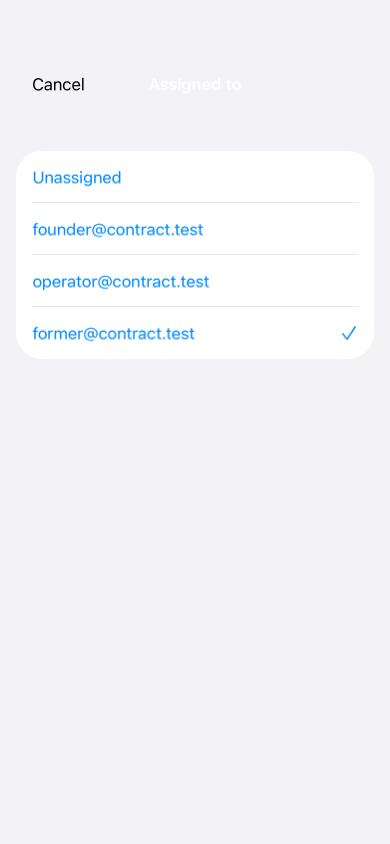 Cancel
Assigned to
Unassigned
founder@contract.test
operator@contract.test
former@contract.test